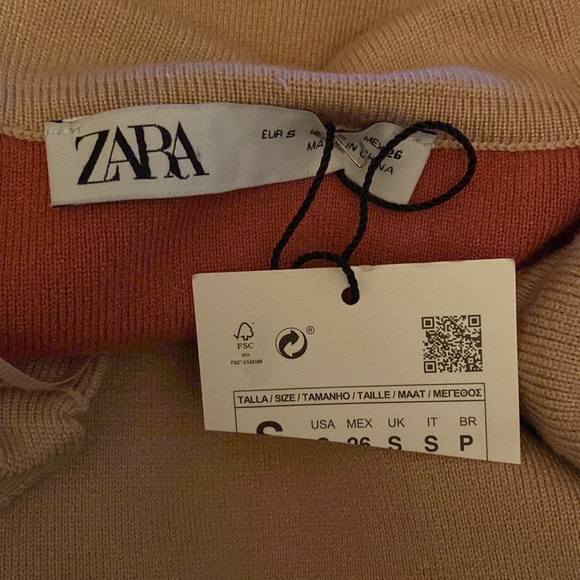 ZARA
EUR S
MEX 26
MADE IN CHINA
®
FSC
MIX
TALLA / SIZE / TAMANHO / TAILLE / MAAT / ΜΕΓΕΘΟΣ
S
USA MEX UK IT BR
S 26 S S P